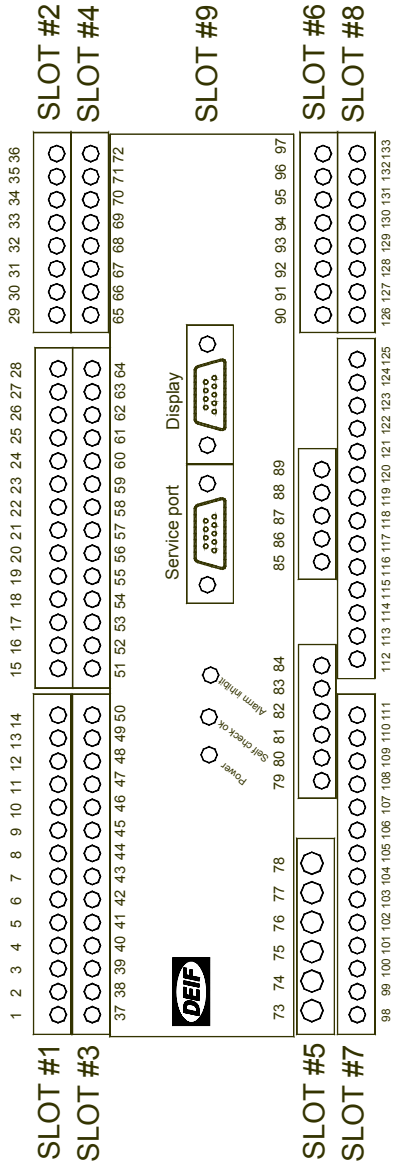 1 2 3 4 5 6 7 8 9 10 11 12 13 14 15 16 17 18 19 20 21 22 23 24 25 26 27 28 29 30 31 32 33 34 35 36
SLOT #1 SLOT #2
SLOT #3 SLOT #4
37 38 39 40 41 42 43 44 45 46 47 48 49 50 51 52 53 54 55 56 57 58 59 60 61 62 63 64 65 66 67 68 69 70 71 72
Service port Display
DEIF SLOT #9
Power
Self check ok
Alarm inhibit
73 74 75 76 77 78 79 80 81 82 83 84 85 86 87 88 89 90 91 92 93 94 95 96 97
SLOT #5 SLOT #6
SLOT #7 SLOT #8
98 99 100 101 102 103 104 105 106 107 108 109 110 111 112 113 114 115 116 117 118 119 120 121 122 123 124 125 126 127 128 129 130 131 132 133